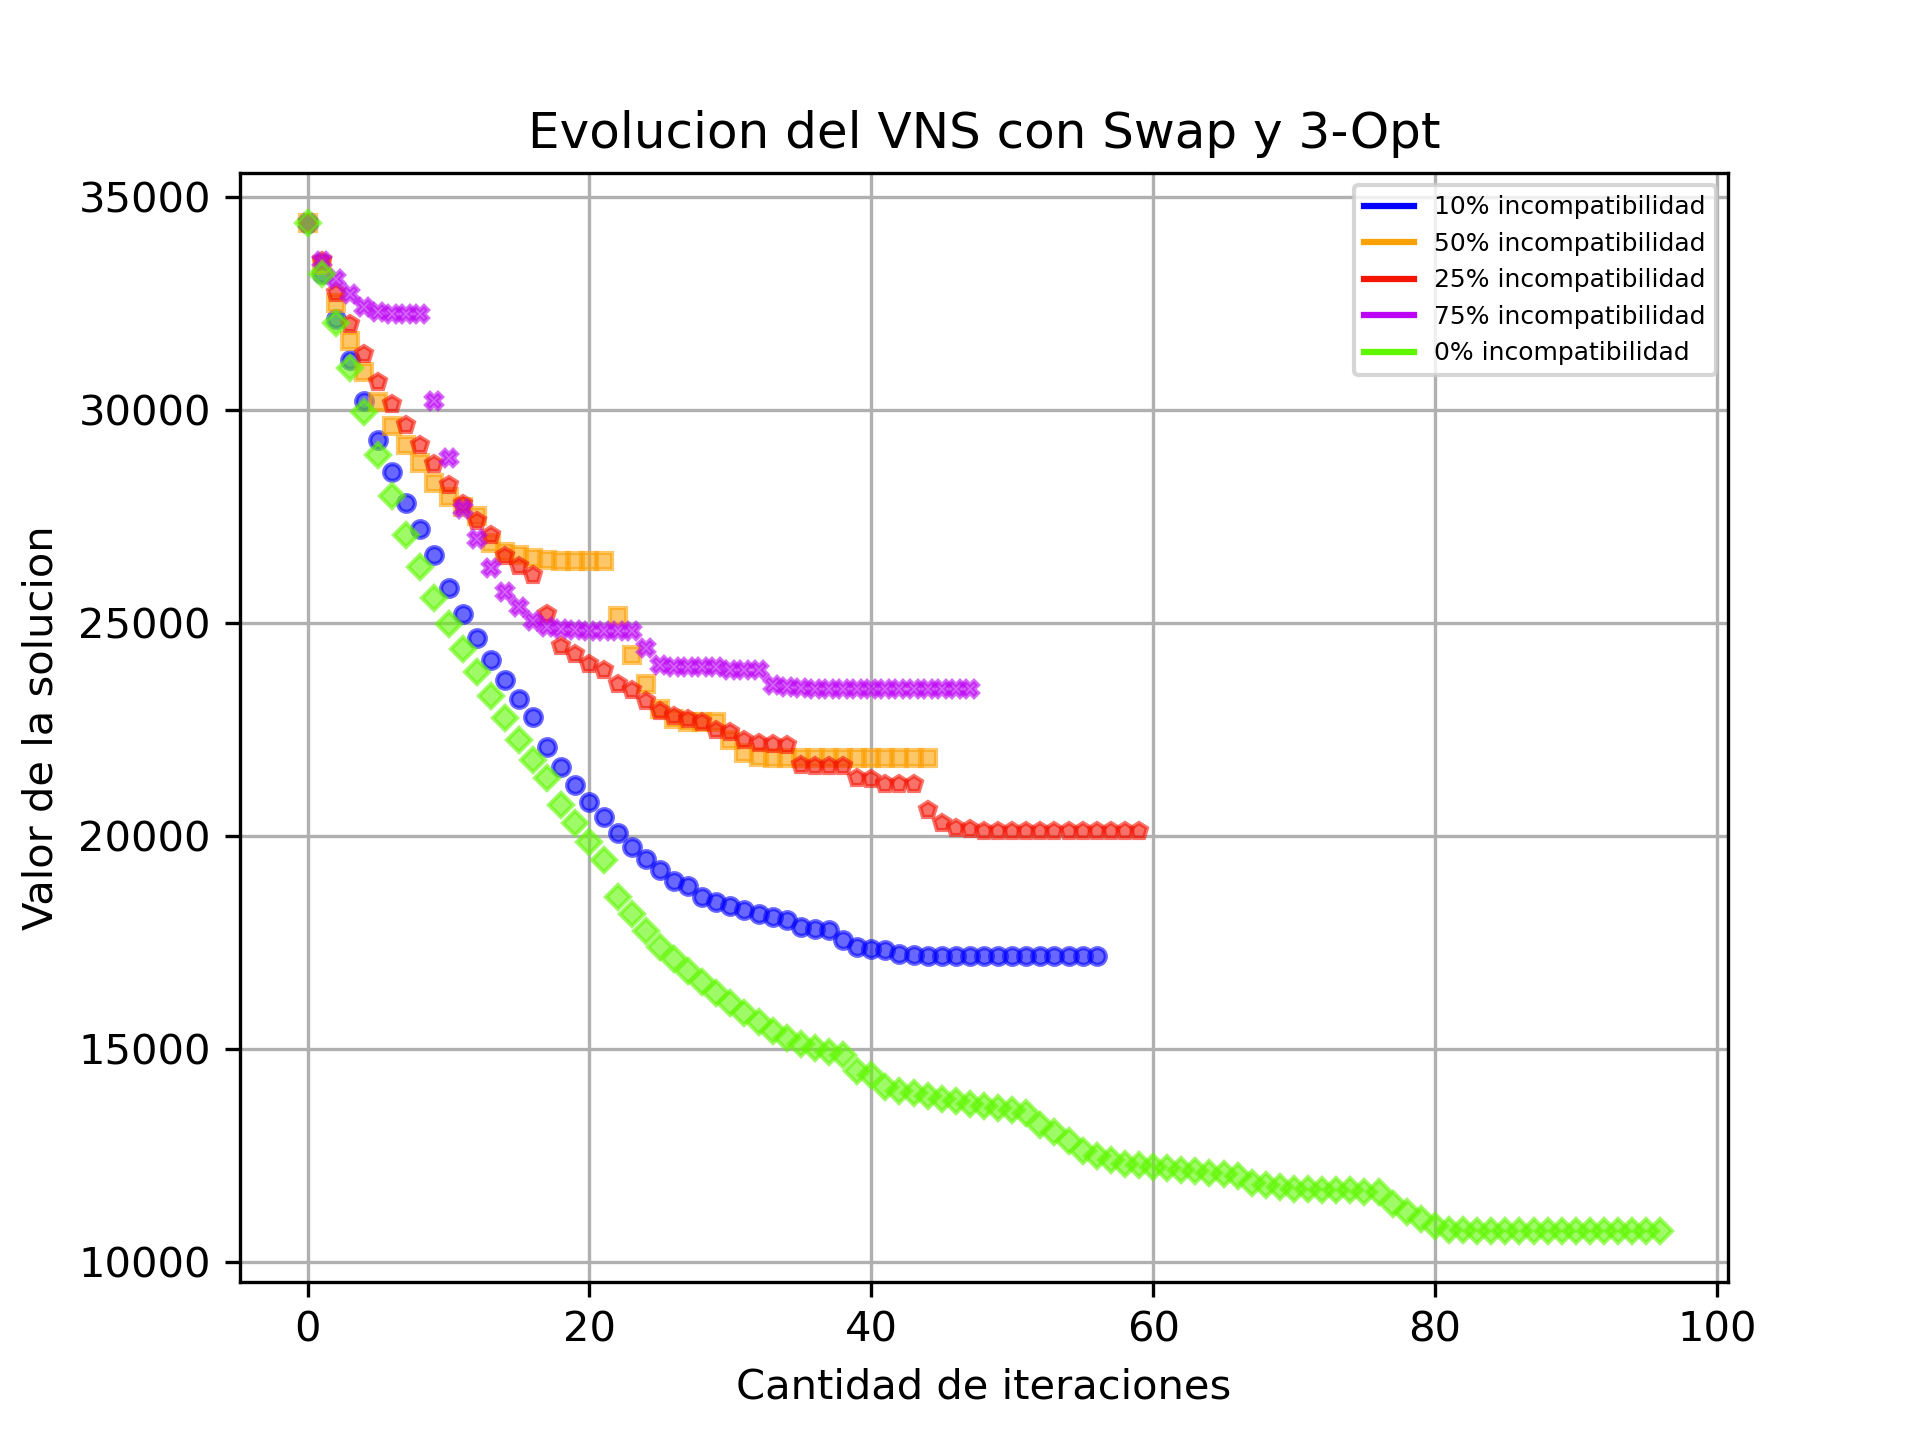 Evolucion del VNS con Swap y 3-Opt
35000
30000
25000
20000
15000
10000
Valor de la solucion
10% incompatibilidad
50% incompatibilidad
25% incompatibilidad
75% incompatibilidad
0% incompatibilidad
0 20 40 60 80 100
Cantidad de iteraciones